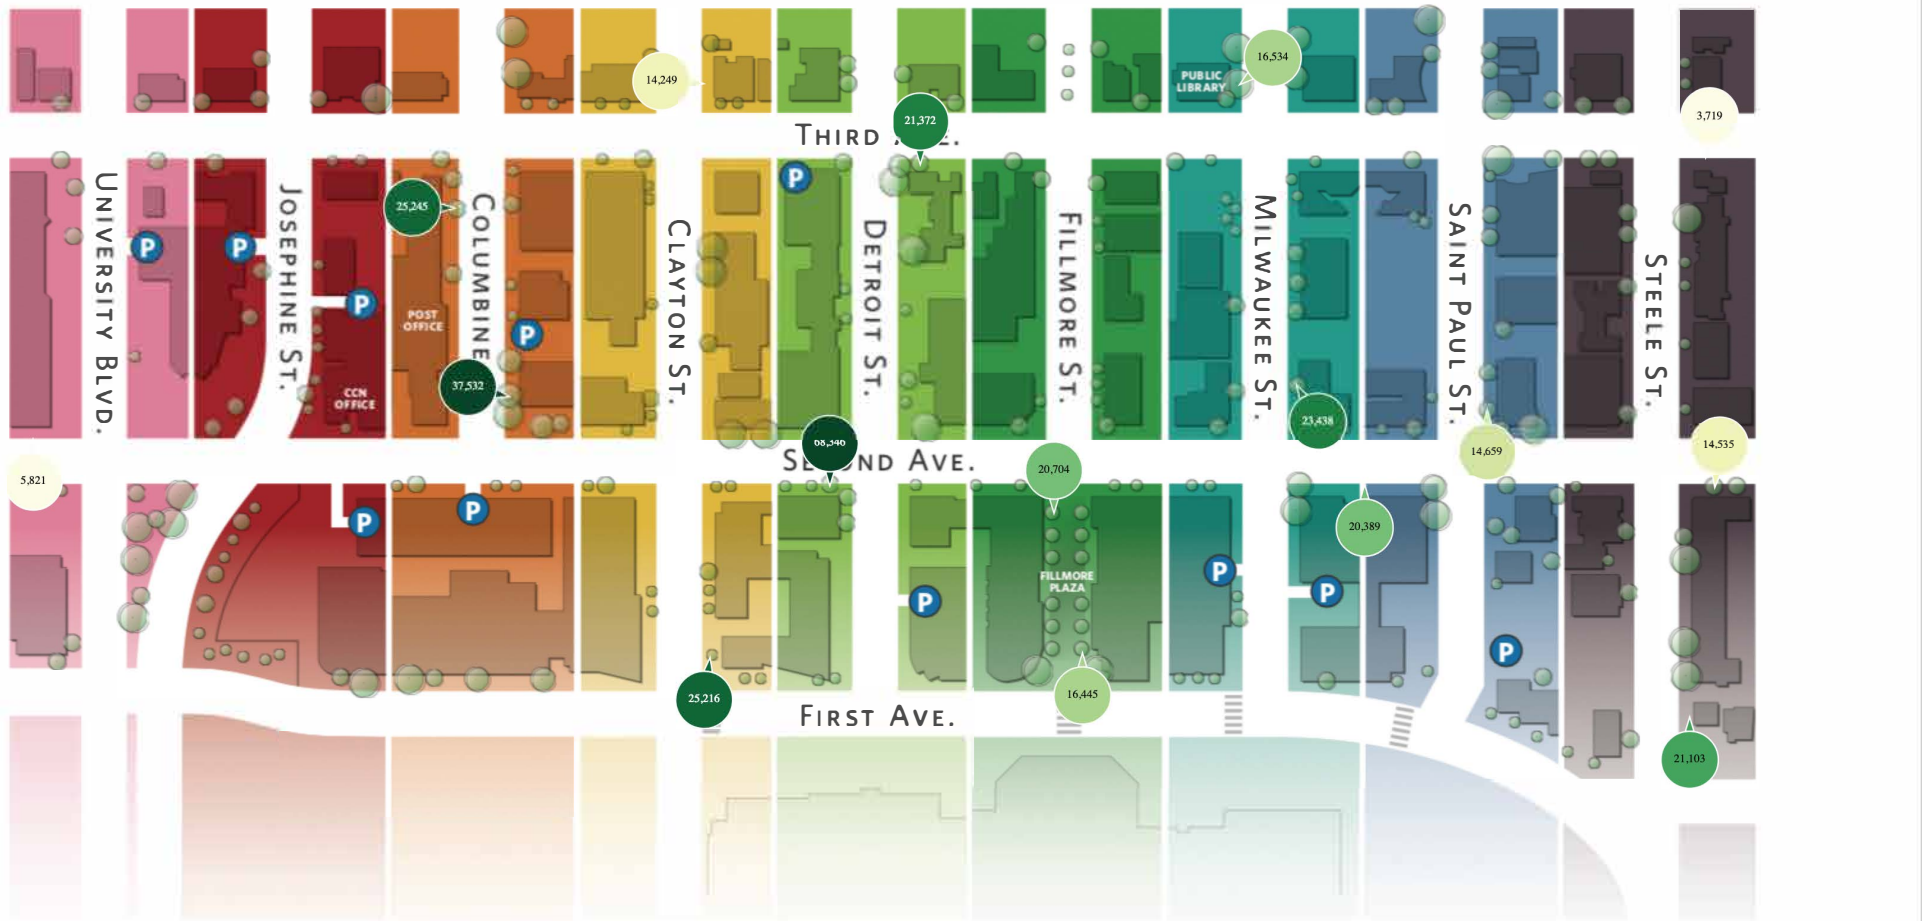 14,249
16,534
PUBLIC
LIBRARY
3,719
21,372
THIRD
P
UNIVERSITY BLVD.
P
P
JOSEPHINE ST.
P
25,245
POST
OFFICE
COLUMBINE
P
37,532
CCN
OFFICE
CLAYTON ST.
DETROIT ST.
FILLMORE ST.
MILWAUKEE ST.
23,438
SAINT PAUL ST.
14,659
STEELE ST.
14,535
68,346
AVE.
5,821
20,704
20,389
P
P
P
FILLMORE
PLAZA
P
P
P
25,216
16,445
FIRST AVE.
21,103